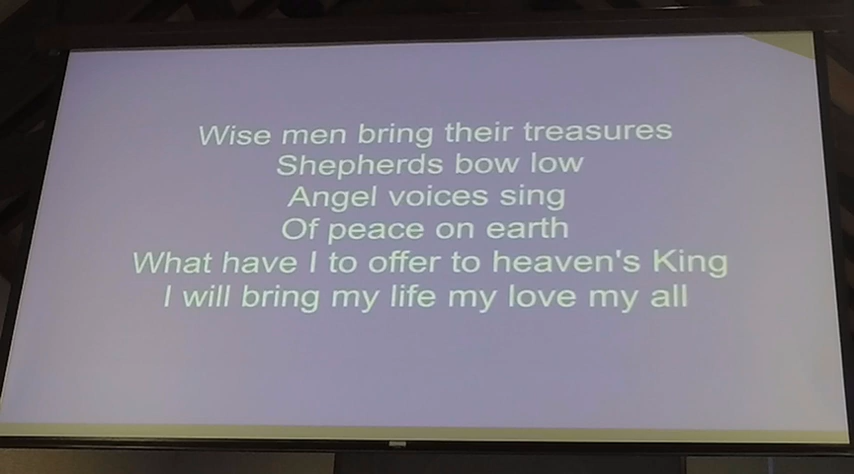 Wise men bring their treasures
Shepherds bow low
Angel voices sing
Of peace on earth
What have I to offer to heaven's King
I will bring my life my love my all